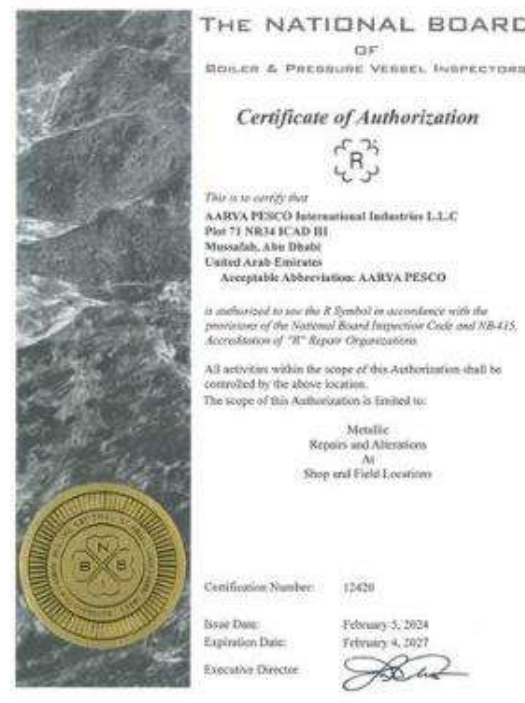 THE NATIONAL BOARD
OF
BOILER & PRESSURE VESSEL INSPECTORS
Certificate of Authorization
R
This is to certify that
AARYA PESCO International Industries L.L.C
Plot 71 NR34 ICAD III
Mussafah, Abu Dhabi
United Arab Emirates
Acceptable Abbreviation: AARYA PESCO
is authorized to use the R Symbol in accordance with the
provisions of the National Board Inspection Code and NB-415,
Accreditation of "R" Repair Organizations.
All activities within the scope of this Authorization shall be
controlled by the above location.
The scope of this Authorization is limited to:
Metallic
Repairs and Alterations
At
Shop and Field Locations
N
B B
Certification Number: 12420
Issue Date: February 5, 2024
Expiration Date: February 4, 2027
Executive Director